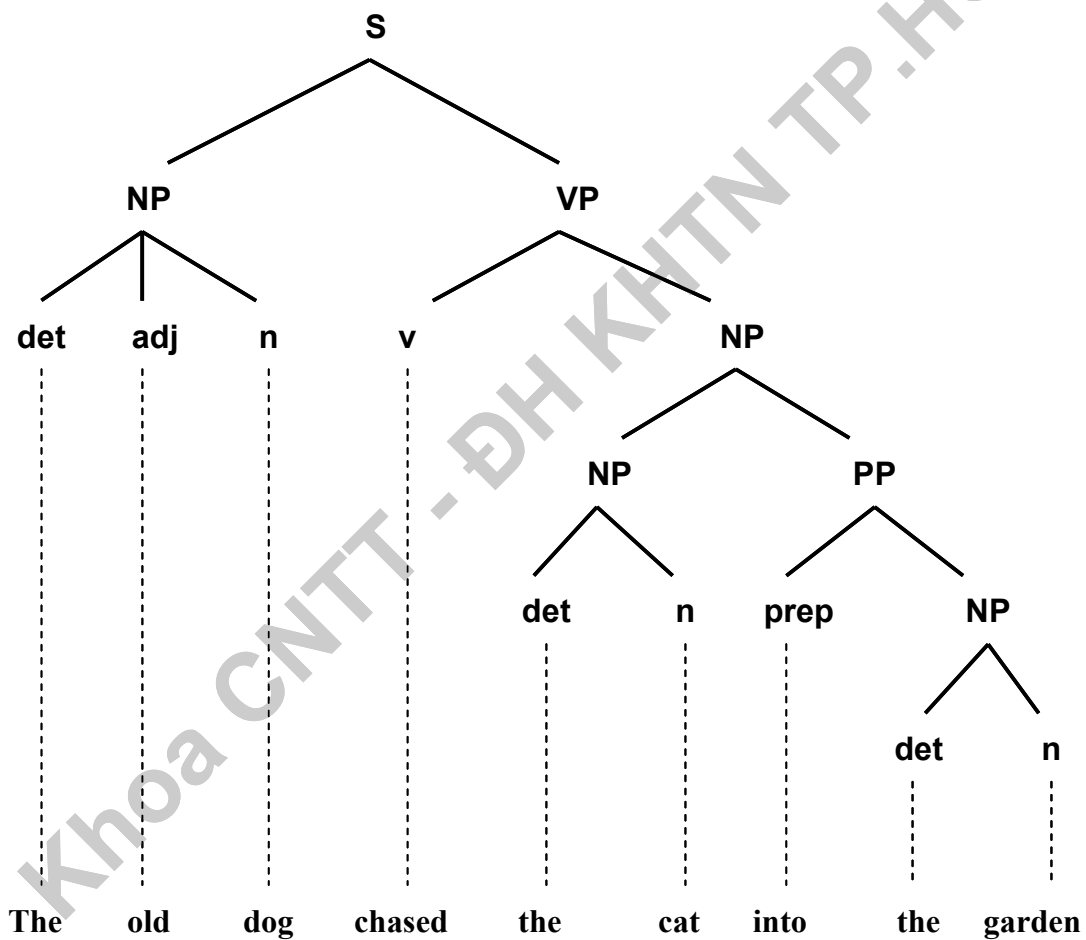 S
NP VP
det adj n v NP
NP PP
det n prep NP
det n
The old dog chased the cat into the garden
Khoa CNTT - ĐH KHTN TP.H